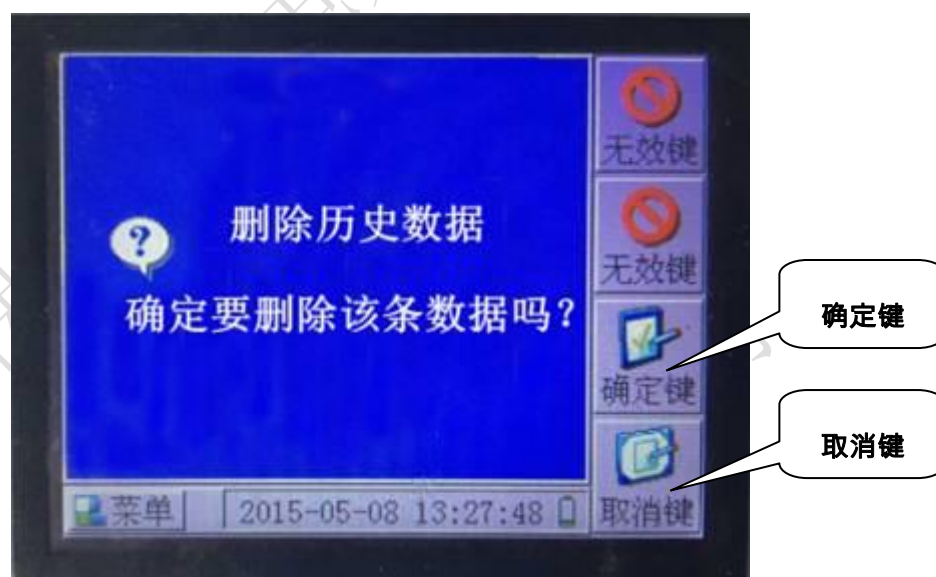 删除历史数据
确定要删除该条数据吗?
无效键
无效键
确定键
取消键
菜单
2015-05-08 13:27:48
确定键
取消键